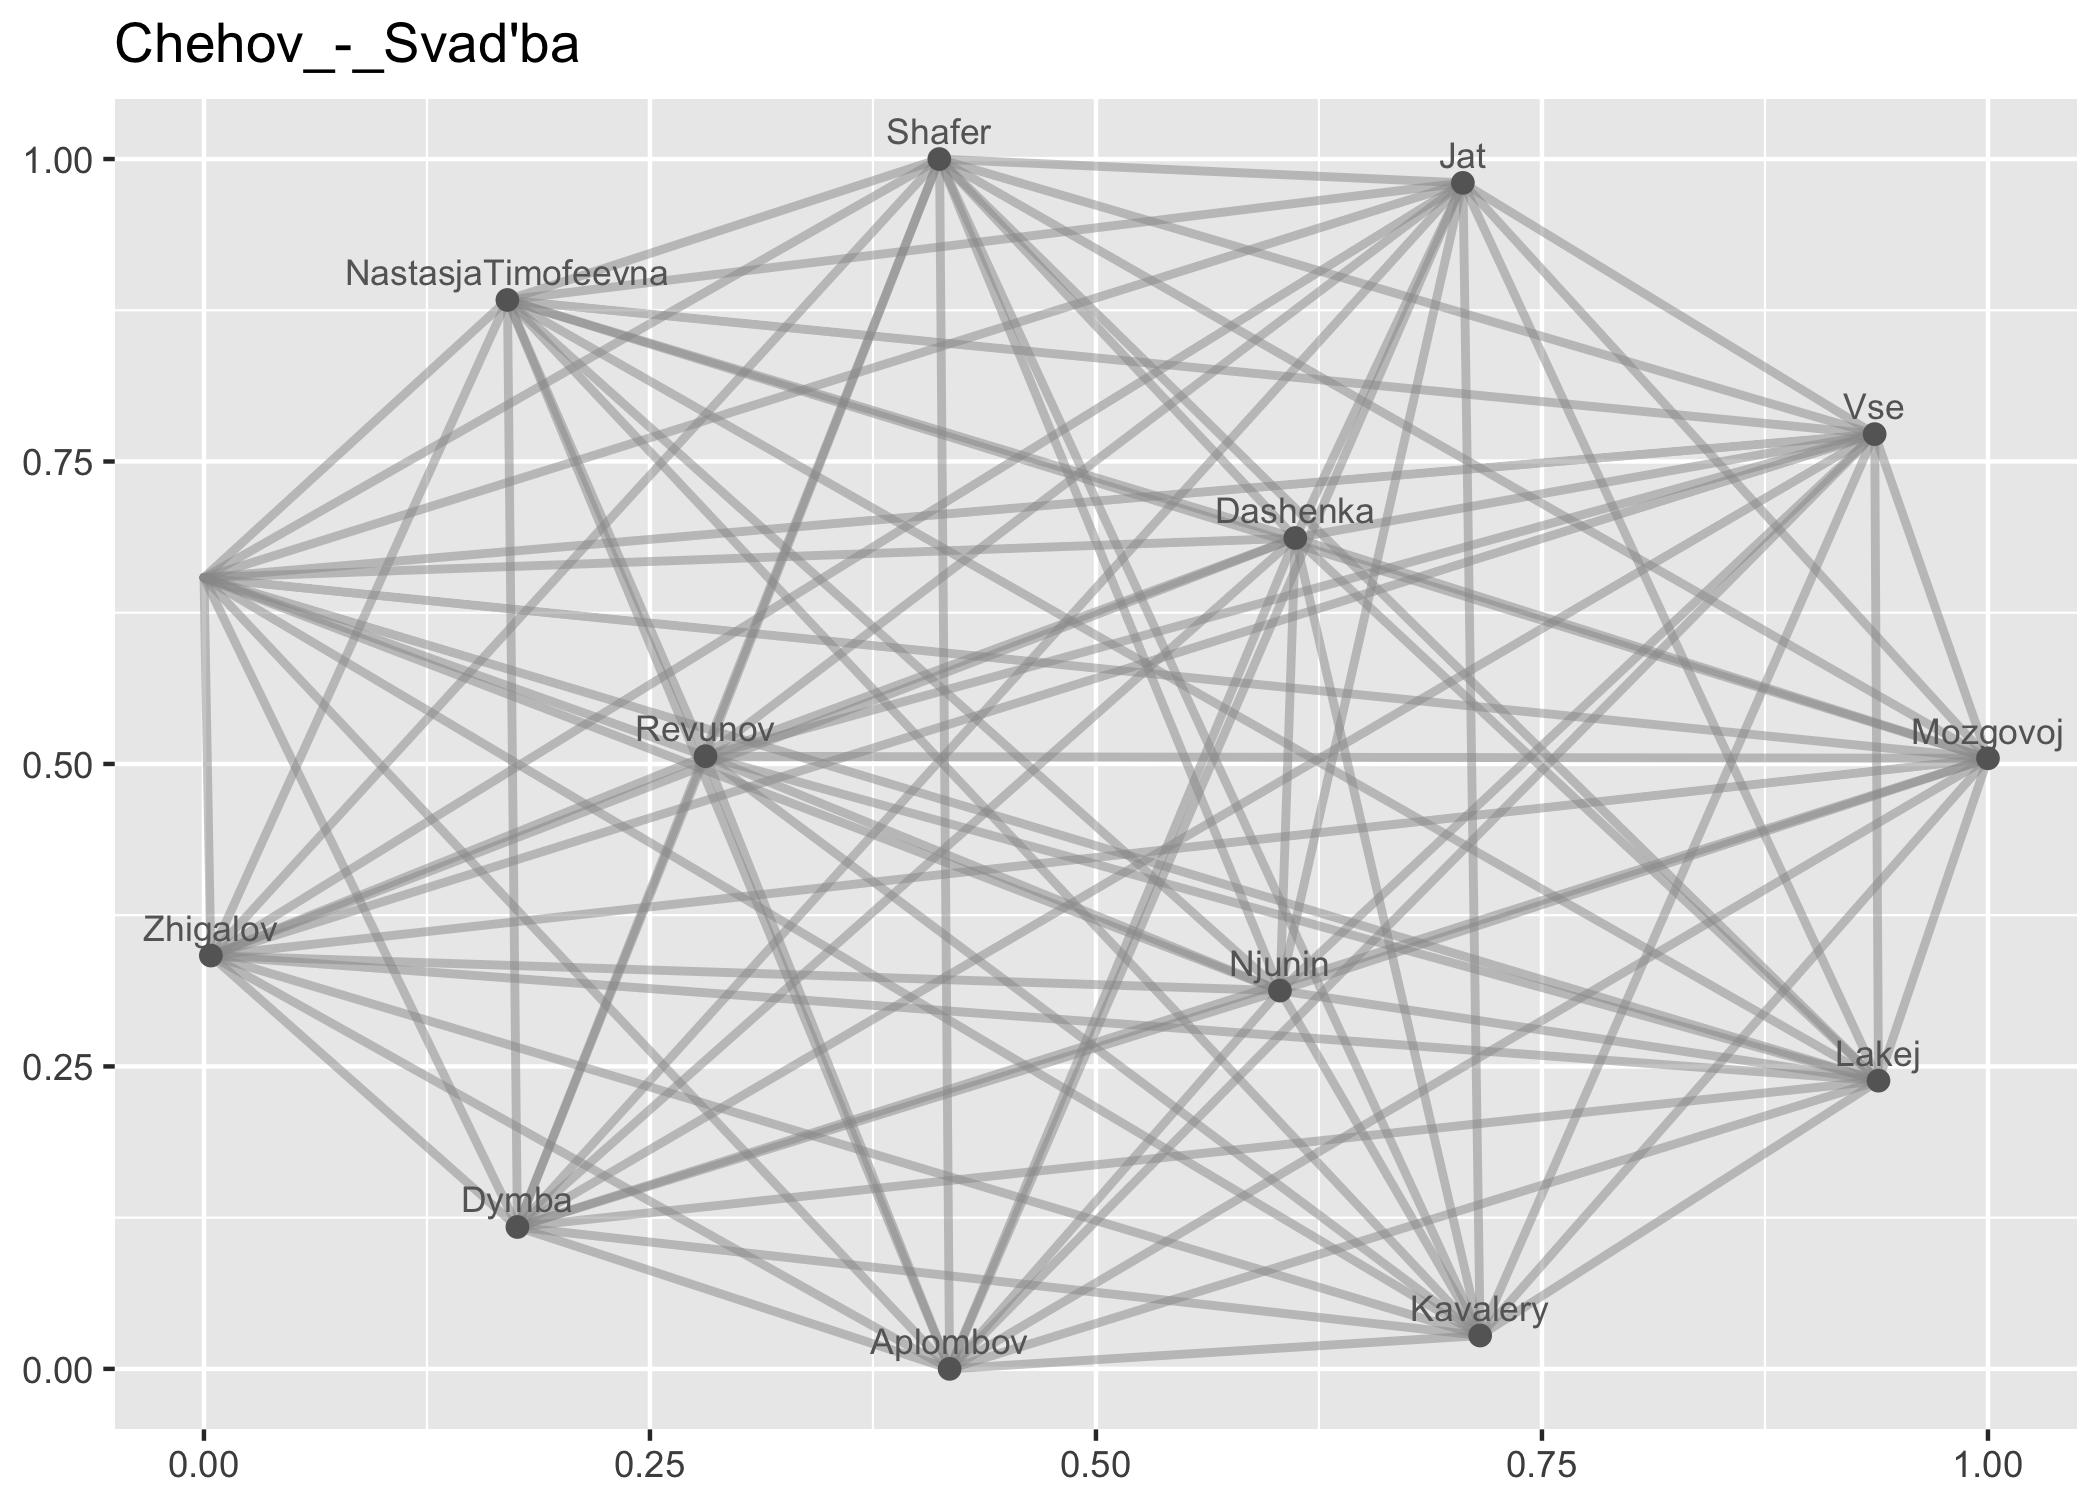 Chehov_-_Svad'ba
Shafer
Jat
1.00
NastasjaTimofeevna
Vse
0.75
Dashenka
Revunov
Mozgovoj
0.50
Zhigalov
Njunin
Lakej
0.25
Dymba
Kavalery
Aplombov
0.00
0.00 0.25 0.50 0.75 1.00